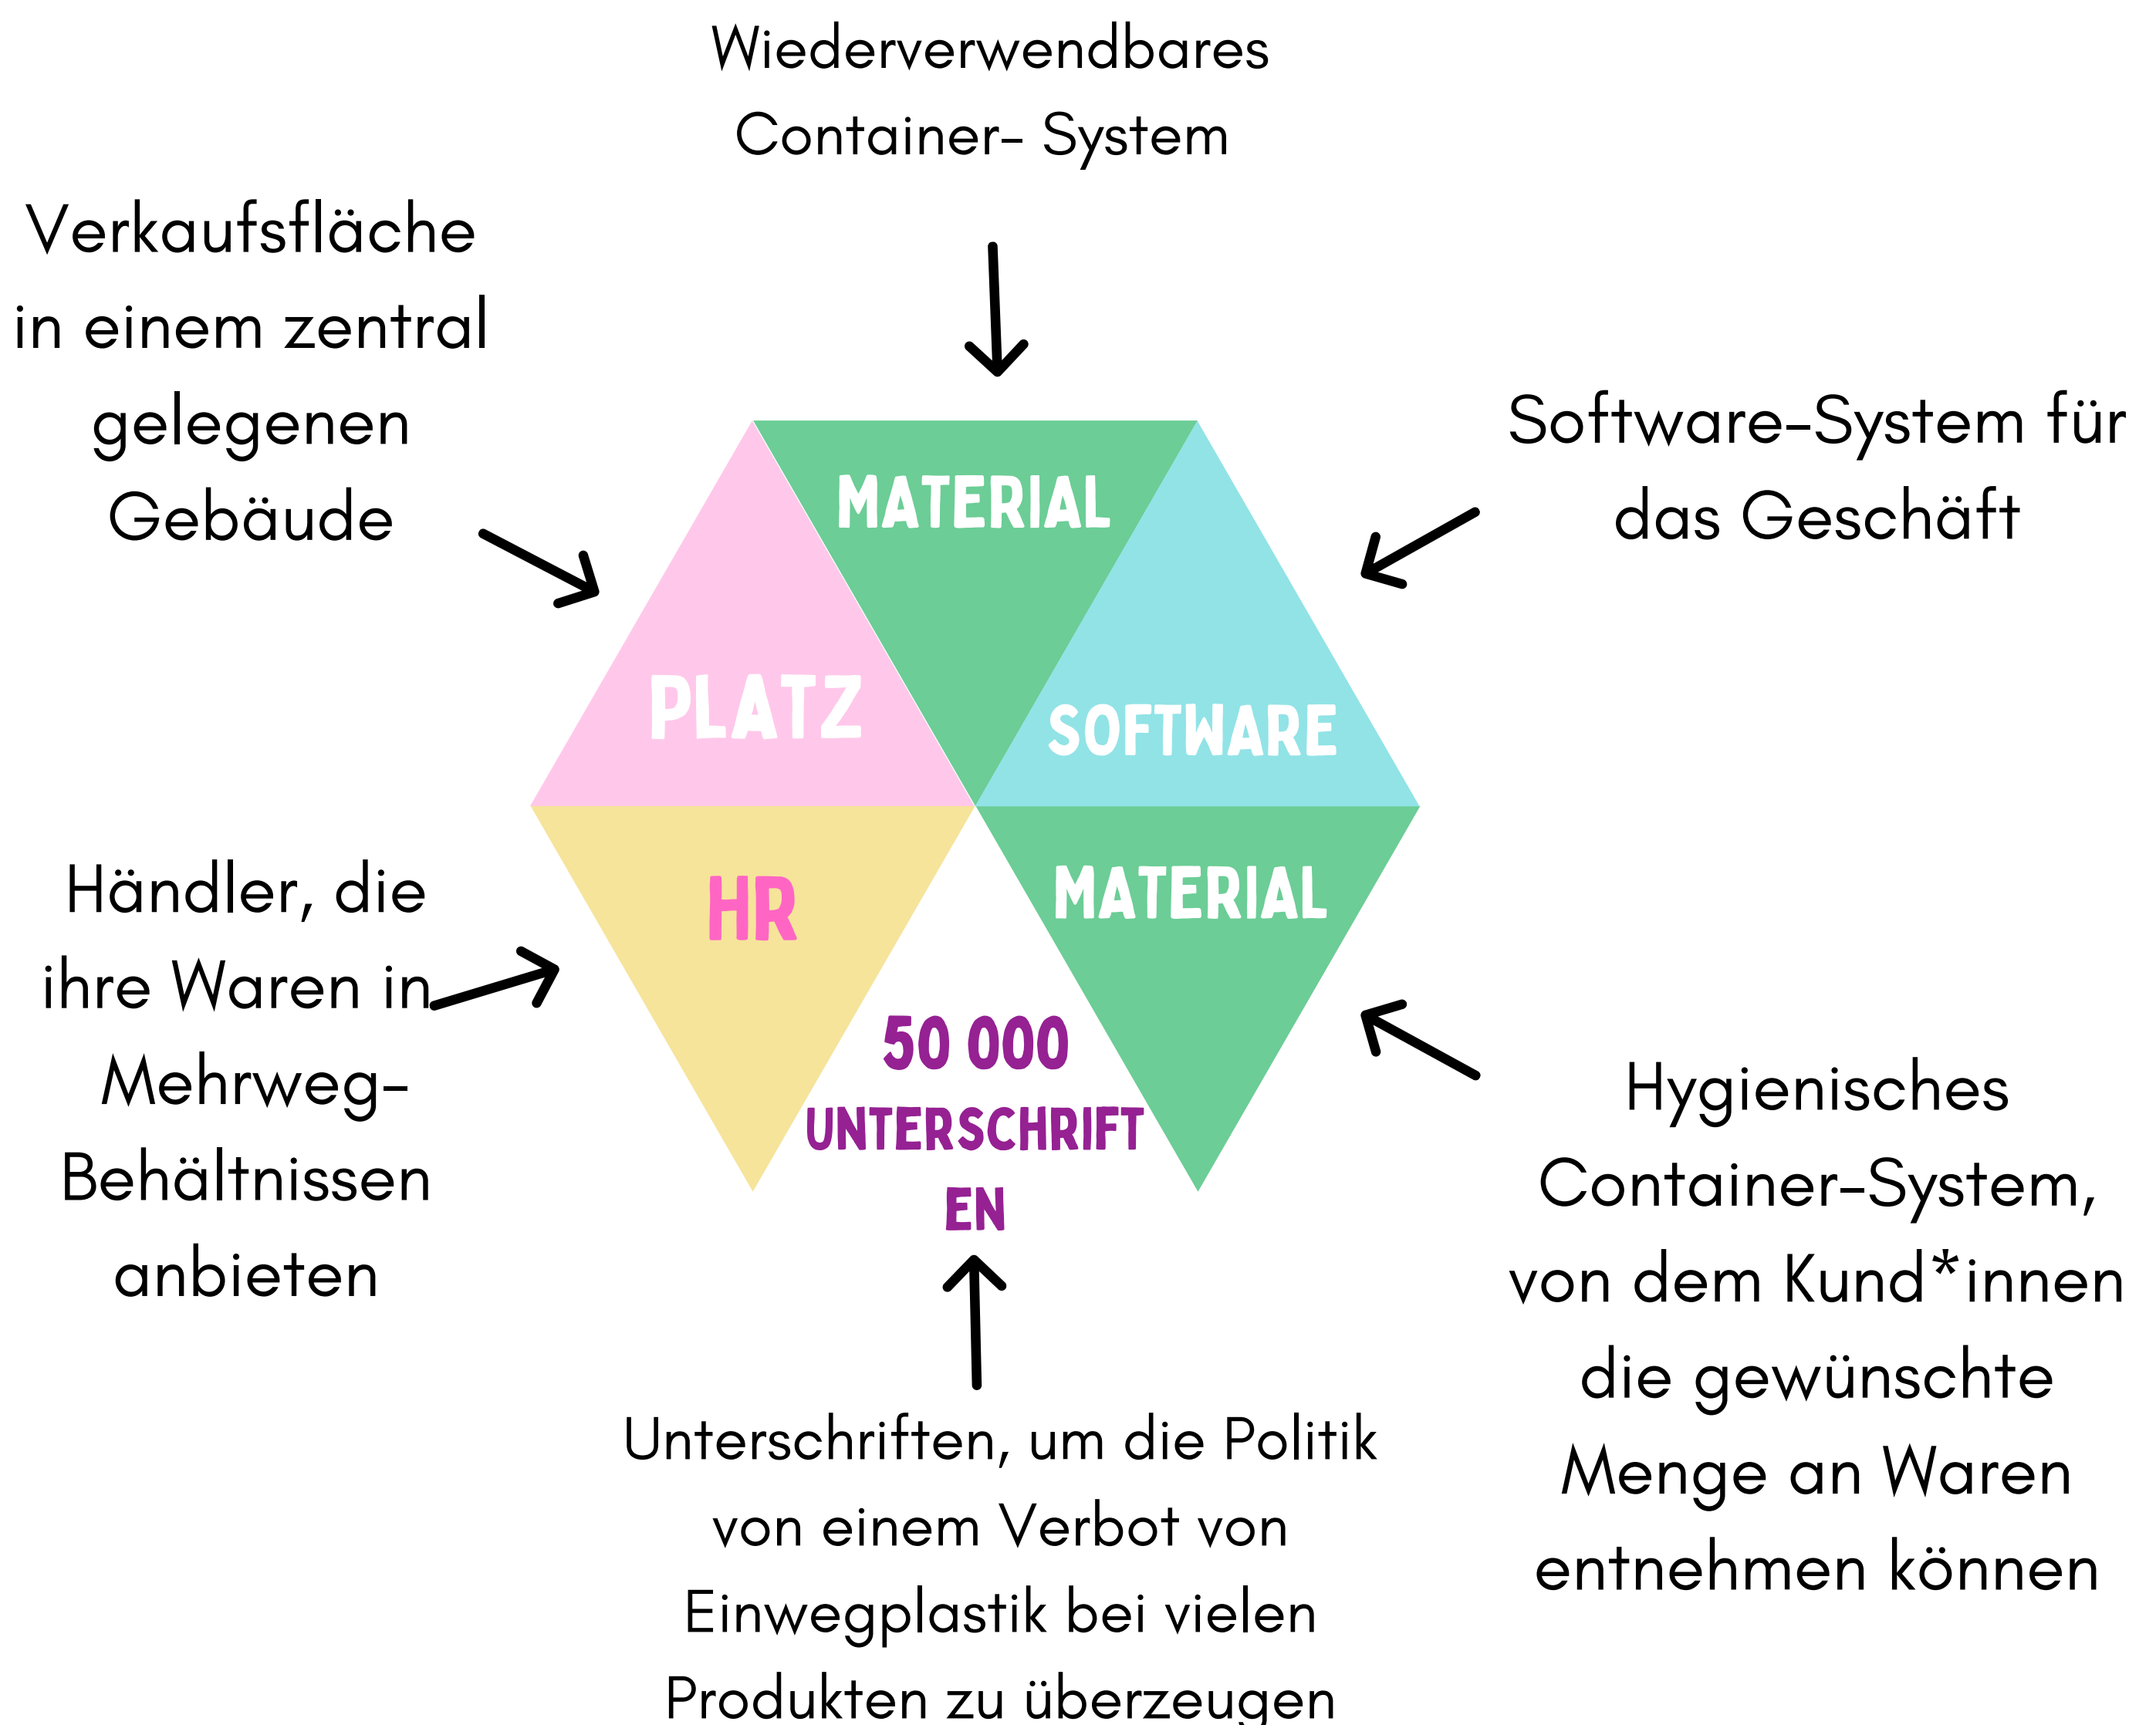 Wiederverwendbares
Container- System
Verkaufsfläche
in einem zentral
gelegenen
Gebäude
Software-System für
das Geschäft
MATERIAL
PLATZ
SOFTWARE
HR
MATERIAL
50 000
UNTERSCHRIFT
EN
Händler, die
ihre Waren in
Mehrweg-
Behältnissen
anbieten
Hygienisches
Container-System,
von dem Kund*innen
die gewünschte
Menge an Waren
entnehmen können
Unterschriften, um die Politik
von einem Verbot von
Einwegplastik bei vielen
Produkten zu überzeugen